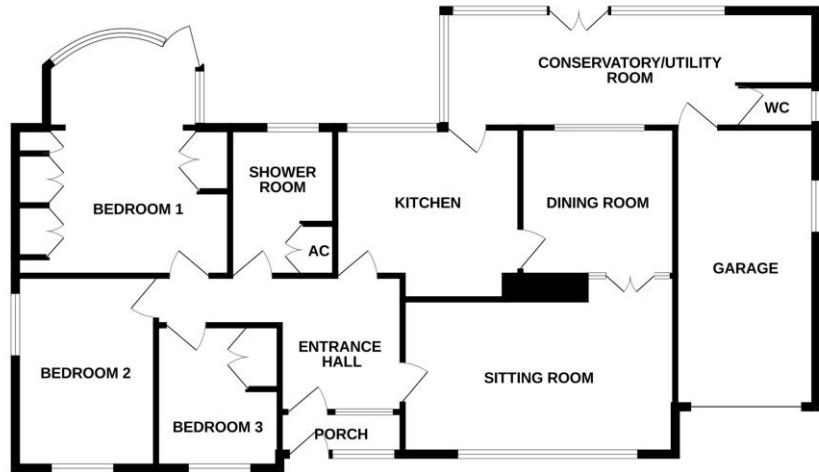 CONSERVATORY/UTILITY
ROOM
WC
SHOWER
ROOM
BEDROOM 1
KITCHEN
DINING ROOM
AC
GARAGE
ENTRANCE
HALL
BEDROOM 2
SITTING ROOM
BEDROOM 3
PORCH